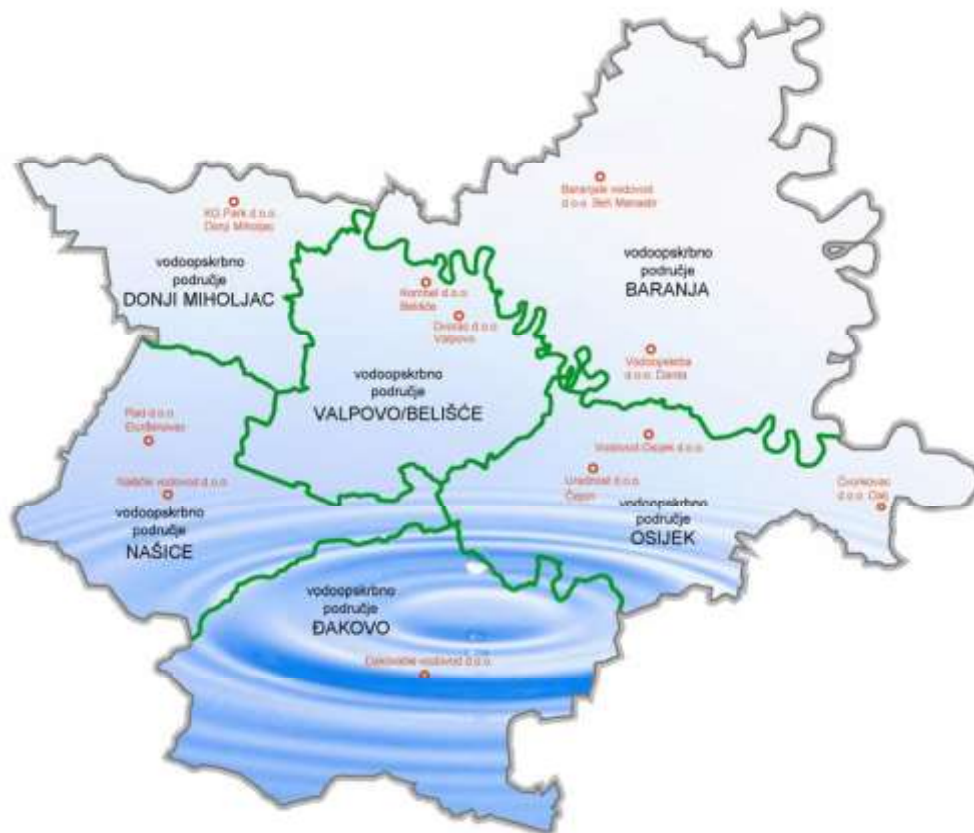 Baranjski vodovod
d.o.o. Beli Manastir
KG Park d.o.o.
Donji Miholjac
vodoopskrbno
područje
DONJI MIHOLJAC
vodoopskrbno
područje
BARANJA
Kombel d.o.o.
Belišće
Dvorac d.o.o.
Valpovo
Vodoopskrba
d.o.o. Darda
vodoopskrbno
područje
VALPOVO/BELIŠĆE
Rad d.o.o.
Đurđenovac
Vodovod-Osijek d.o.o.
Urednost d.o.o.
Čepin
Čvorkovac
d.o.o. Dalj
Našički vodovod d.o.o.
vodoopskrbno
područje
NAŠICE
vodoopskrbno
područje
OSIJEK
vodoopskrbno
područje
ĐAKOVO
Đakovački vodovod d.o.o.